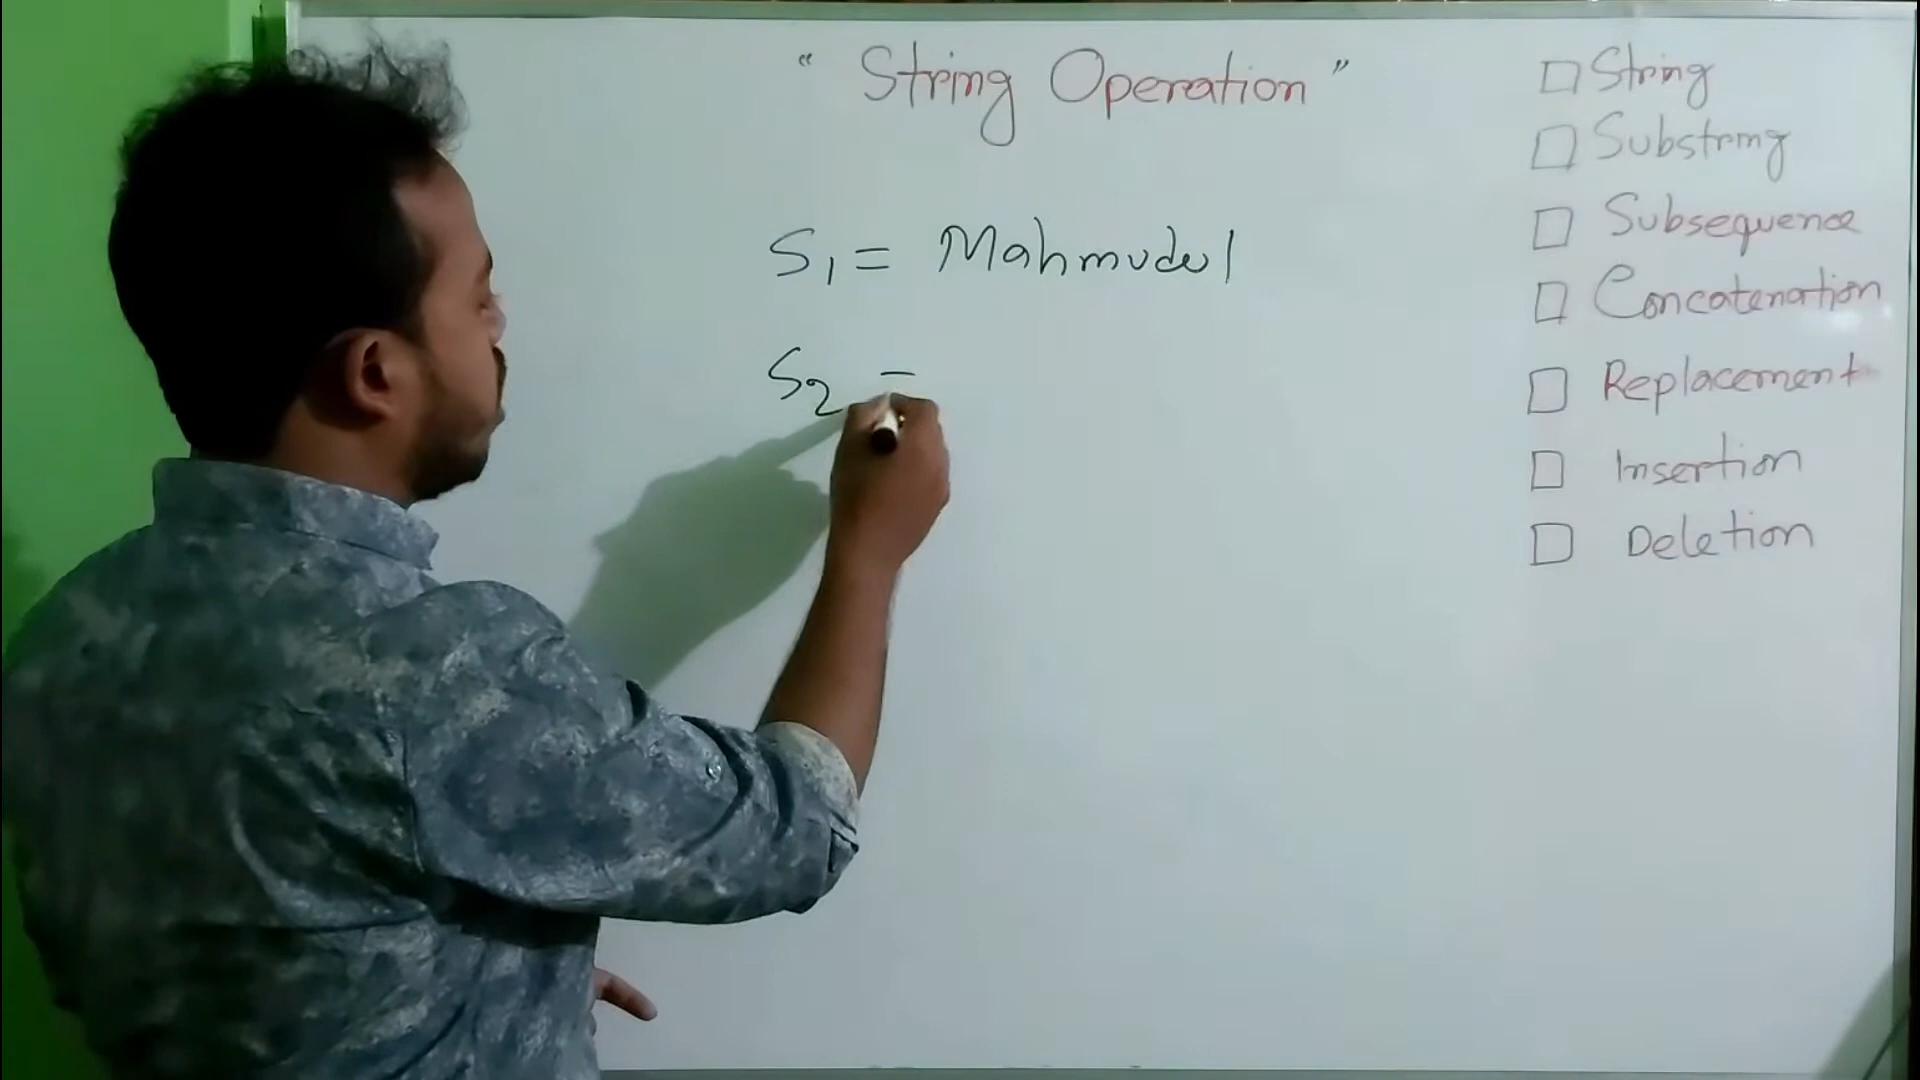 “ String Operation ”
S1 = Mahmudul
S2 =
□ String
□ Substring
□ Subsequence
□ Concatenation
□ Replacement
□ Insertion
□ Deletion